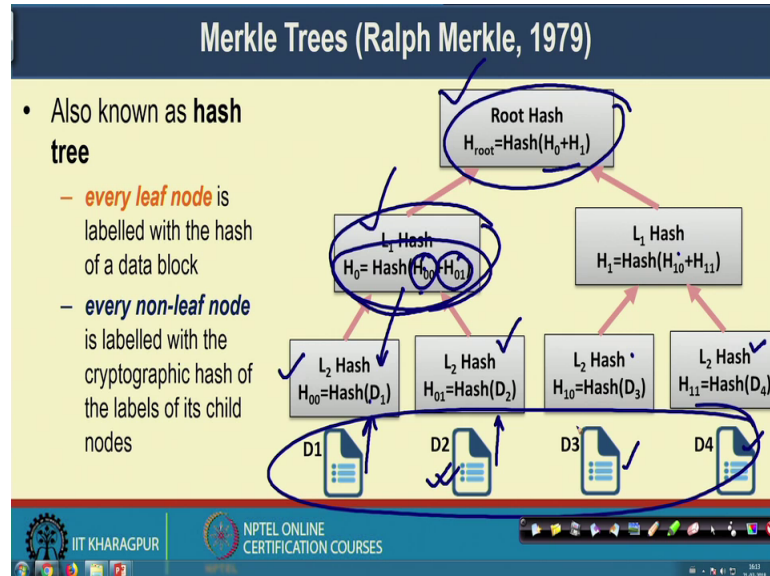 Merkle Trees (Ralph Merkle, 1979)
• Also known as hash
tree
– every leaf node is
labelled with the hash
of a data block
– every non-leaf node
is labelled with the
cryptographic hash of
the labels of its child
nodes
Root Hash
Hroot=Hash(H0+H1)
L1 Hash
H0= Hash(H00+H01)
L1 Hash
H1=Hash(H10+H11)
L2 Hash
H00=Hash(D1)
L2 Hash
H01=Hash(D2)
L2 Hash
H10=Hash(D3)
L2 Hash
H11=Hash(D4)
D1
D2
D3
D4
IIT KHARAGPUR
NPTEL ONLINE
CERTIFICATION COURSES
NPTEL
16:13